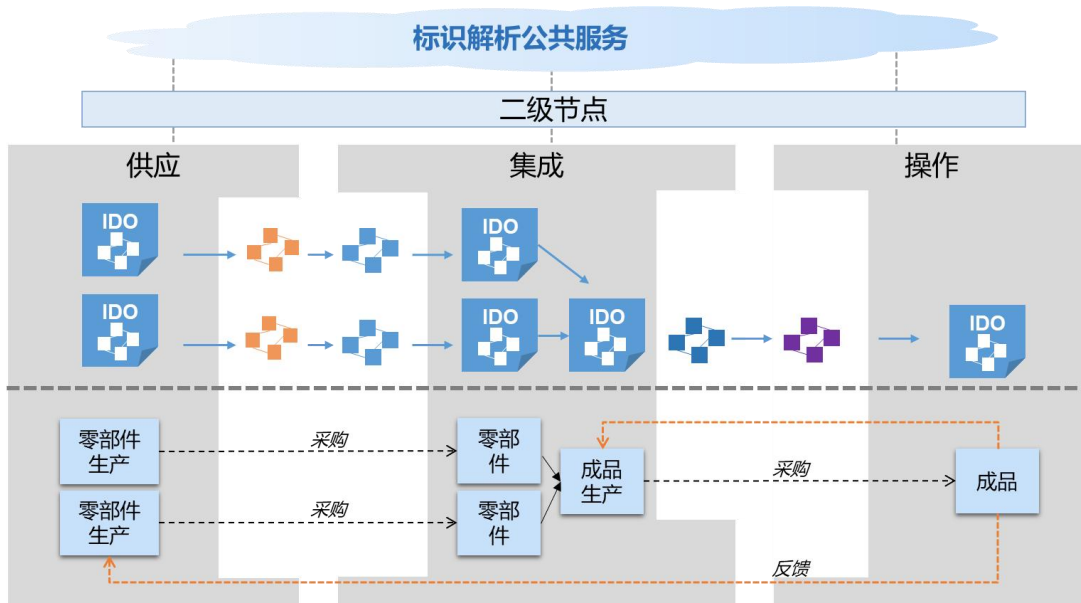 标识解析公共服务
二级节点
供应
集成
操作
IDO
IDO
IDO
IDO
IDO
IDO
零部件
生产
采购
零部
件
成品
生产
采购
成品
零部件
生产
采购
零部
件
反馈